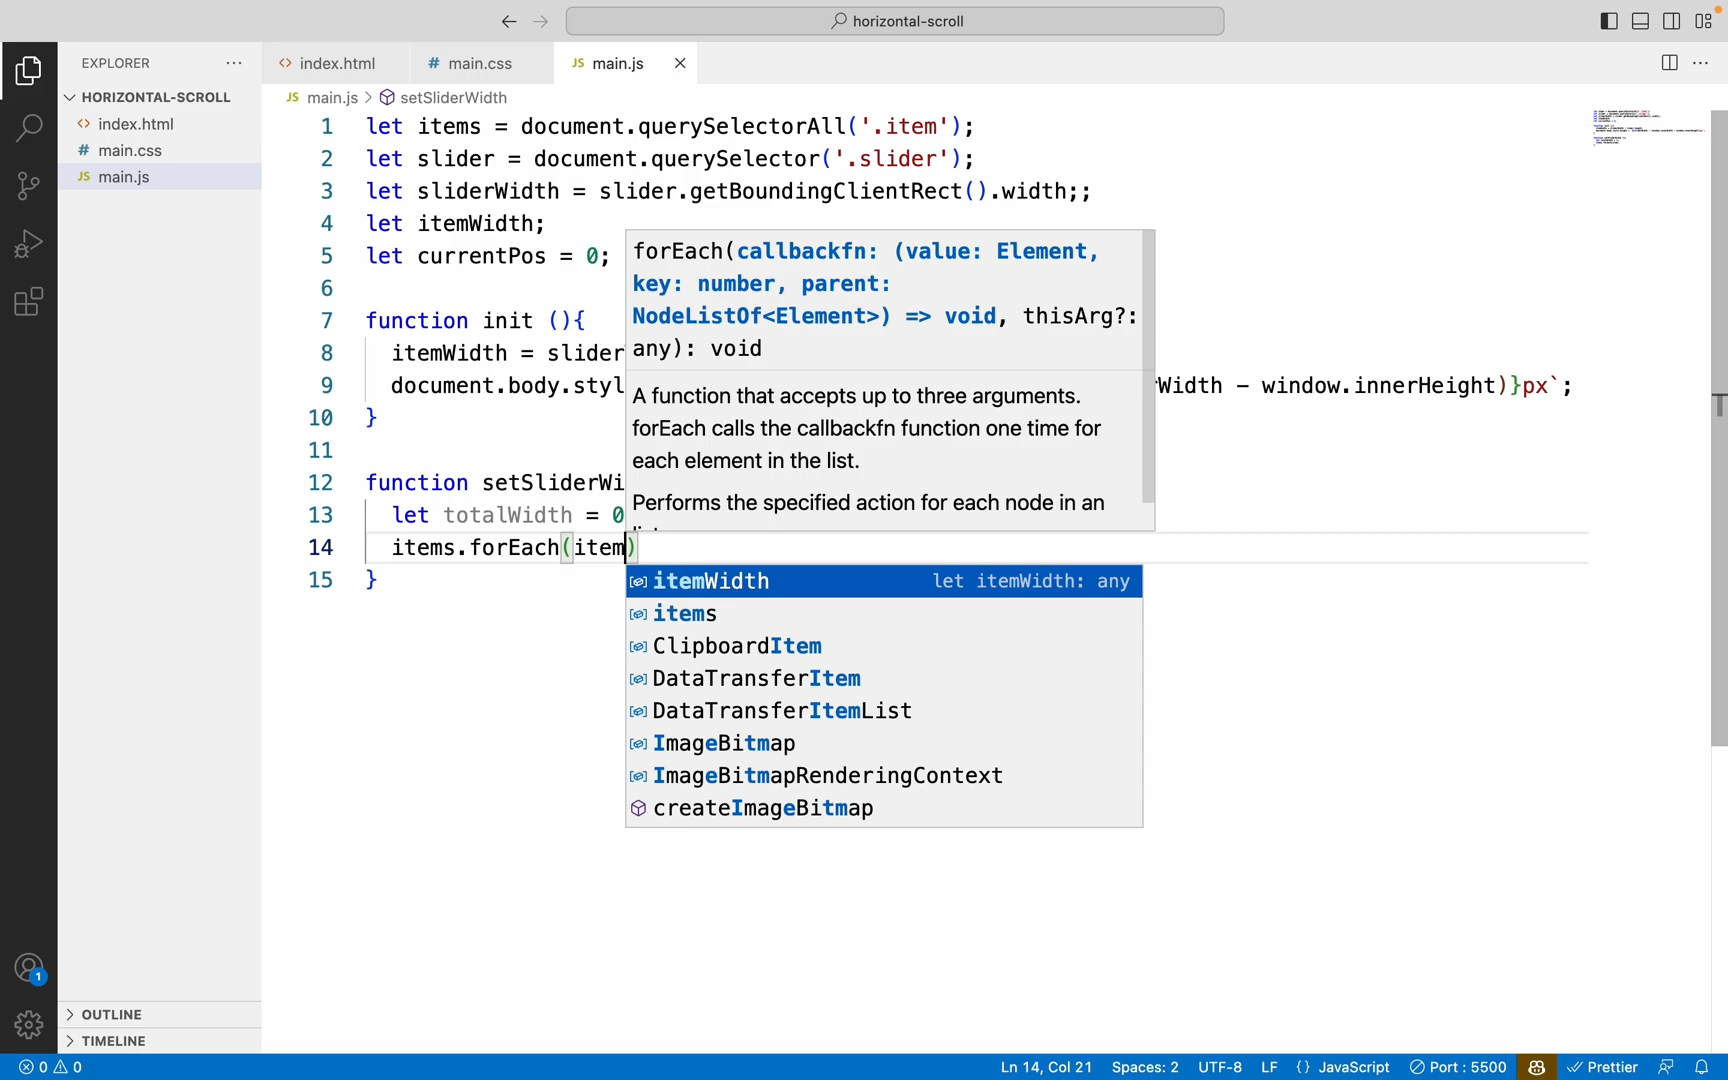 horizontal-scroll
EXPLORER
HORIZONTAL-SCROLL
<> index.html
# main.css
JS main.js
OUTLINE
TIMELINE
1
<> index.html
# main.css
JS main.js
JS main.js > setSliderWidth
1 let items = document.querySelectorAll('.item');
2 let slider = document.querySelector('.slider');
3 let sliderWidth = slider.getBoundingClientRect().width;;
4 let itemWidth;
5 let currentPos = 0;
6
7 function init (){
8 itemWidth = slider
9 document.body.styl rWidth - window.innerHeight)}px`;
10 }
11
12 function setSliderWi
13 let totalWidth = 0
14 items.forEach(item)
15 }
forEach(callbackfn: (value: Element,
key: number, parent:
NodeListOf<Element>) => void, thisArg?:
any): void
A function that accepts up to three arguments.
forEach calls the callbackfn function one time for
each element in the list.
Performs the specified action for each node in an
itemWidth let itemWidth: any
items
ClipboardItem
DataTransferItem
DataTransferItemList
ImageBitmap
ImageBitmapRenderingContext
createImageBitmap
0 0 Ln 14, Col 21 Spaces: 2 UTF-8 LF {} JavaScript Port : 5500 Prettier